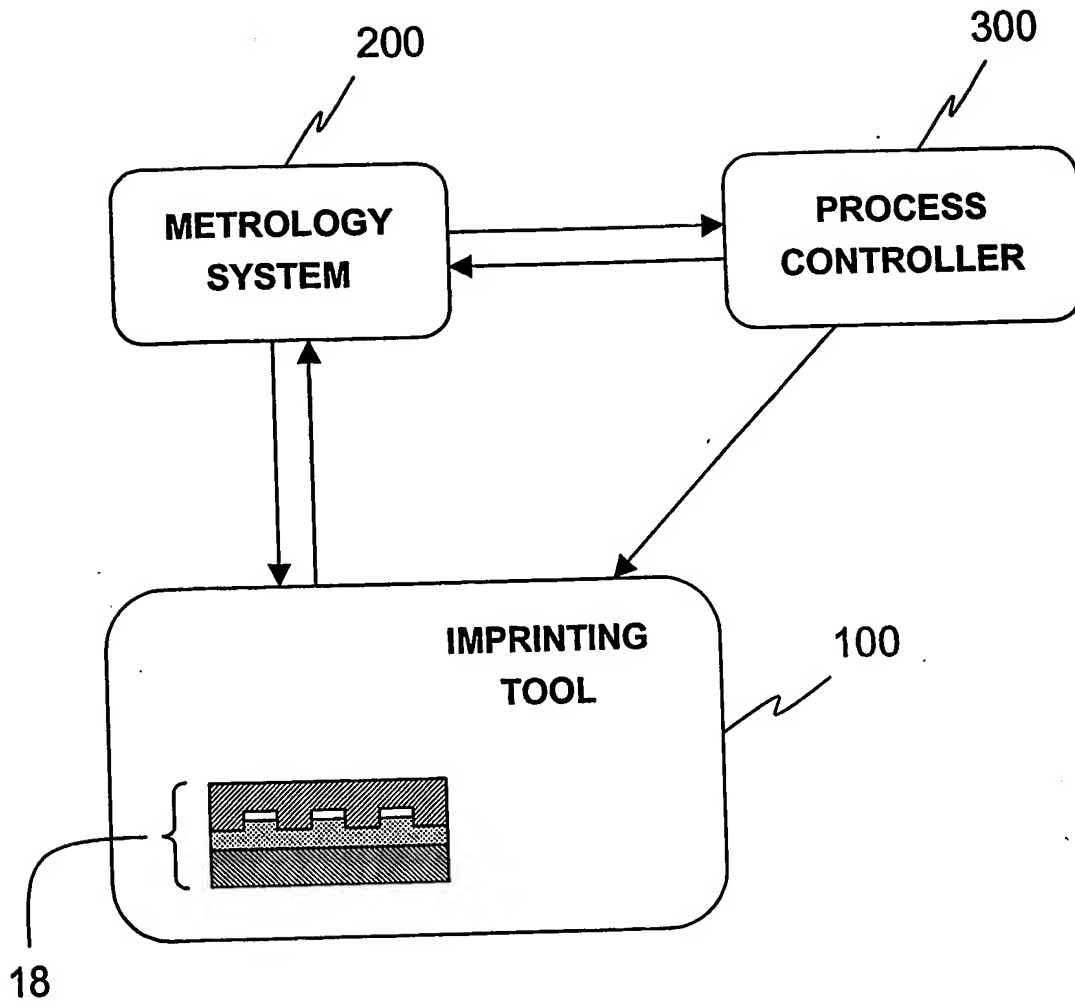 200
300
METROLOGY
SYSTEM
PROCESS
CONTROLLER
IMPRINTING
TOOL
100
18